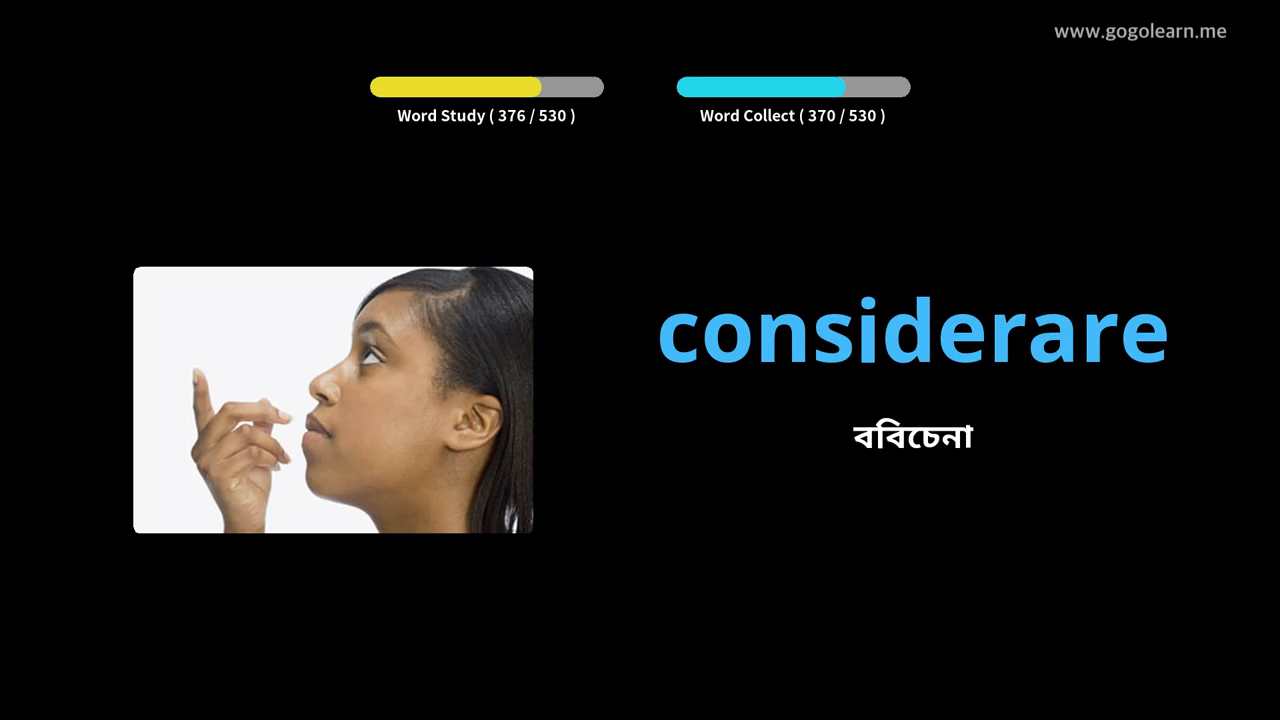 www.gogolearn.me
Word Study ( 376 / 530 )
Word Collect ( 370 / 530 )
considerare
ববিচেনা